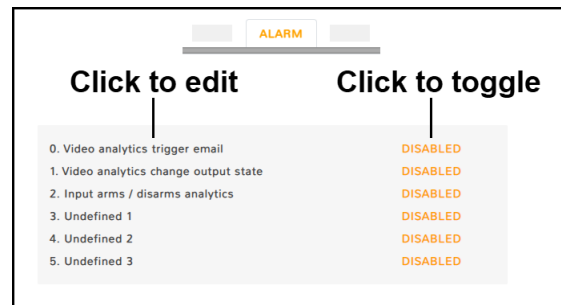 ALARM
Click to edit Click to toggle
0. Video analytics trigger email DISABLED
1. Video analytics change output state DISABLED
2. Input arms / disarms analytics DISABLED
3. Undefined 1 DISABLED
4. Undefined 2 DISABLED
5. Undefined 3 DISABLED